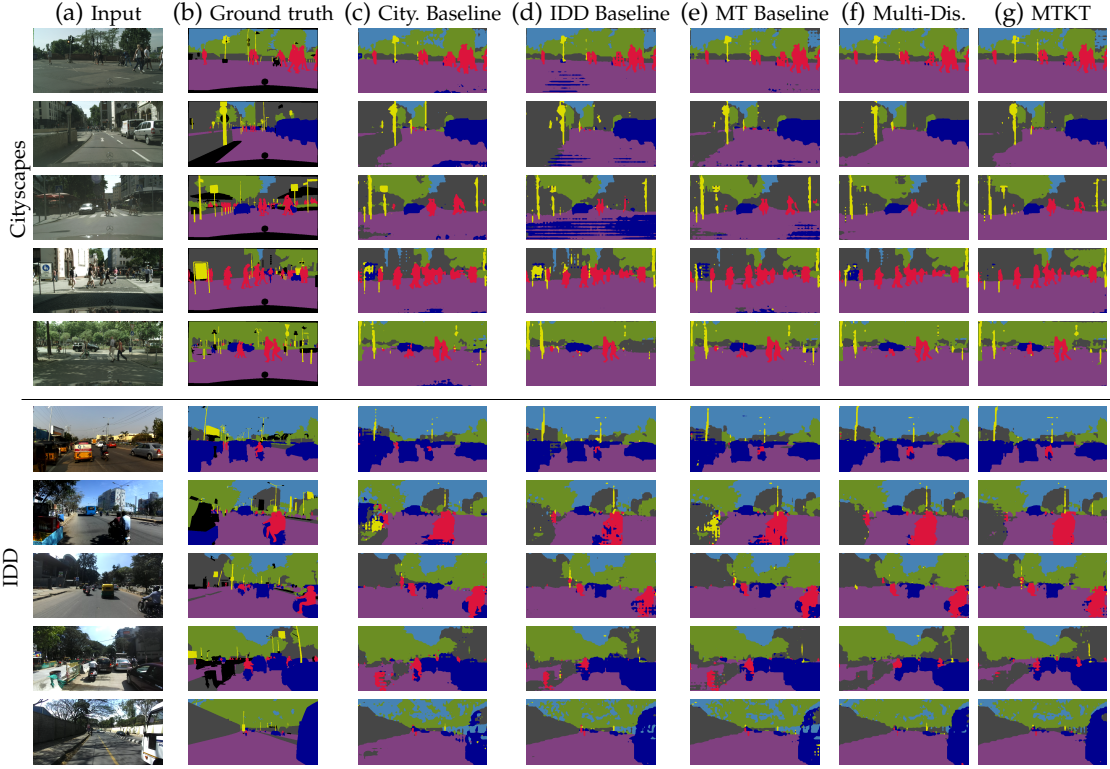 (a) Input (b) Ground truth (c) City. Baseline (d) IDD Baseline (e) MT Baseline (f) Multi-Dis. (g) MTKT
Cityscapes
IDD